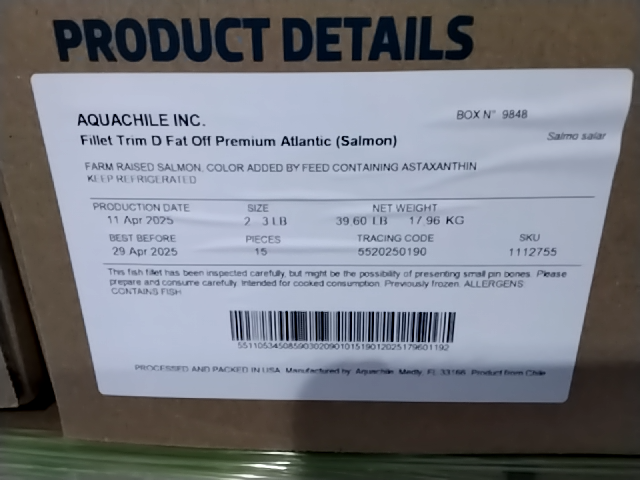 PRODUCT DETAILS
AQUACHILE INC.
BOX N° 9848
Fillet Trim D Fat Off Premium Atlantic (Salmon)
Salmo salar
FARM RAISED SALMON, COLOR ADDED BY FEED CONTAINING ASTAXANTHIN
KEEP REFRIGERATED
PRODUCTION DATE SIZE NET WEIGHT
11 Apr 2025 2 - 3 LB 39.60 LB 17.96 KG
BEST BEFORE PIECES TRACING CODE SKU
29 Apr 2025 15 5520250190 1112755
This fish fillet has been inspected carefully, but might be the possibility of presenting small pin bones. Please
prepare and consume carefully. Intended for cooked consumption. Previously frozen. ALLERGENS:
CONTAINS FISH
PROCESSED AND PACKED IN USA. Manufactured by: Aquachile. Medly, FL 33166. Product from Chile